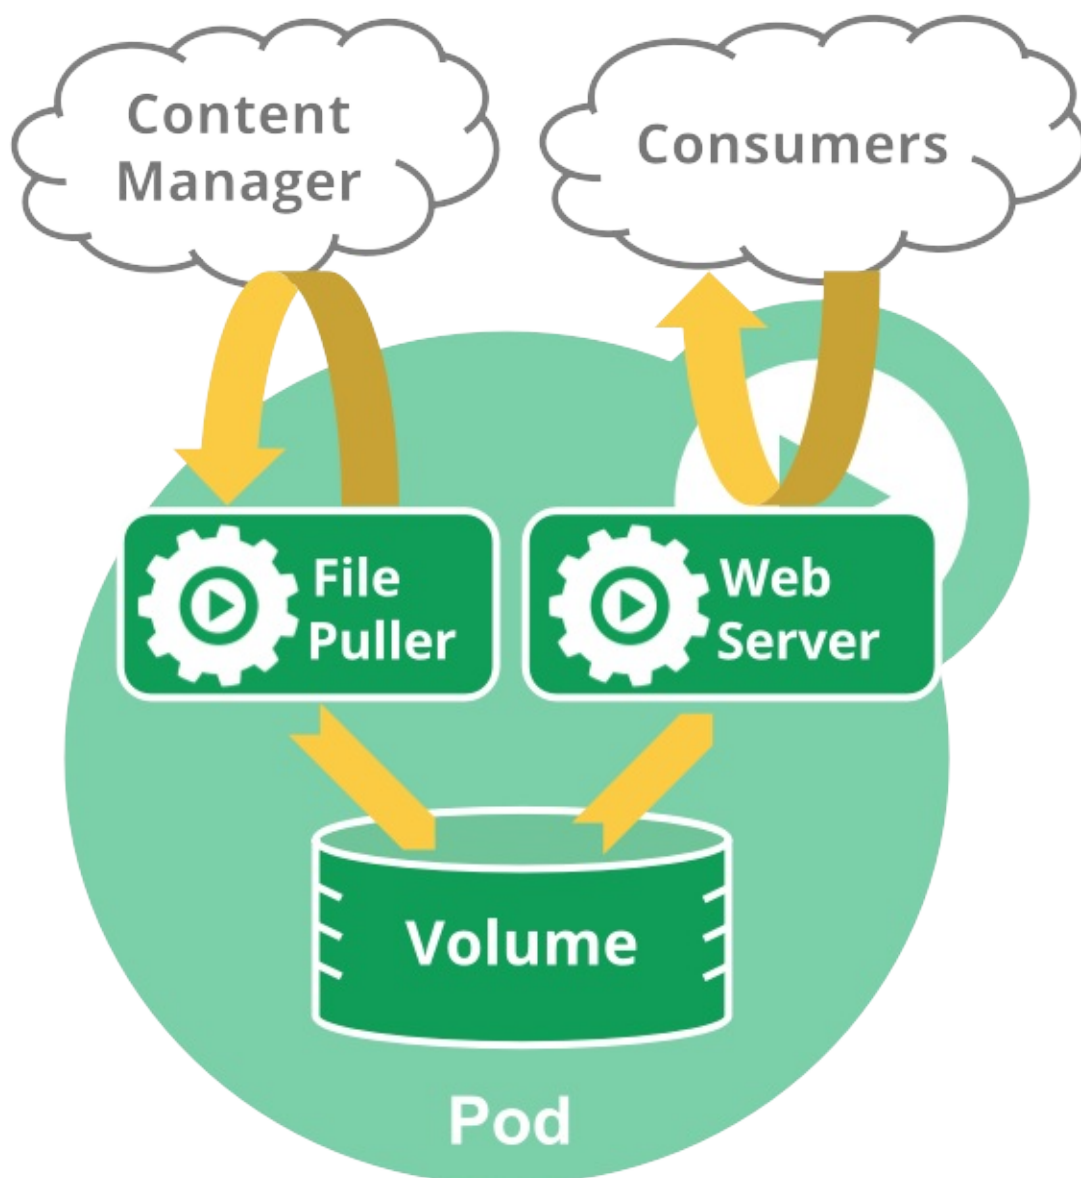 Content
Manager
Consumers
File
Puller
Web
Server
Volume
Pod